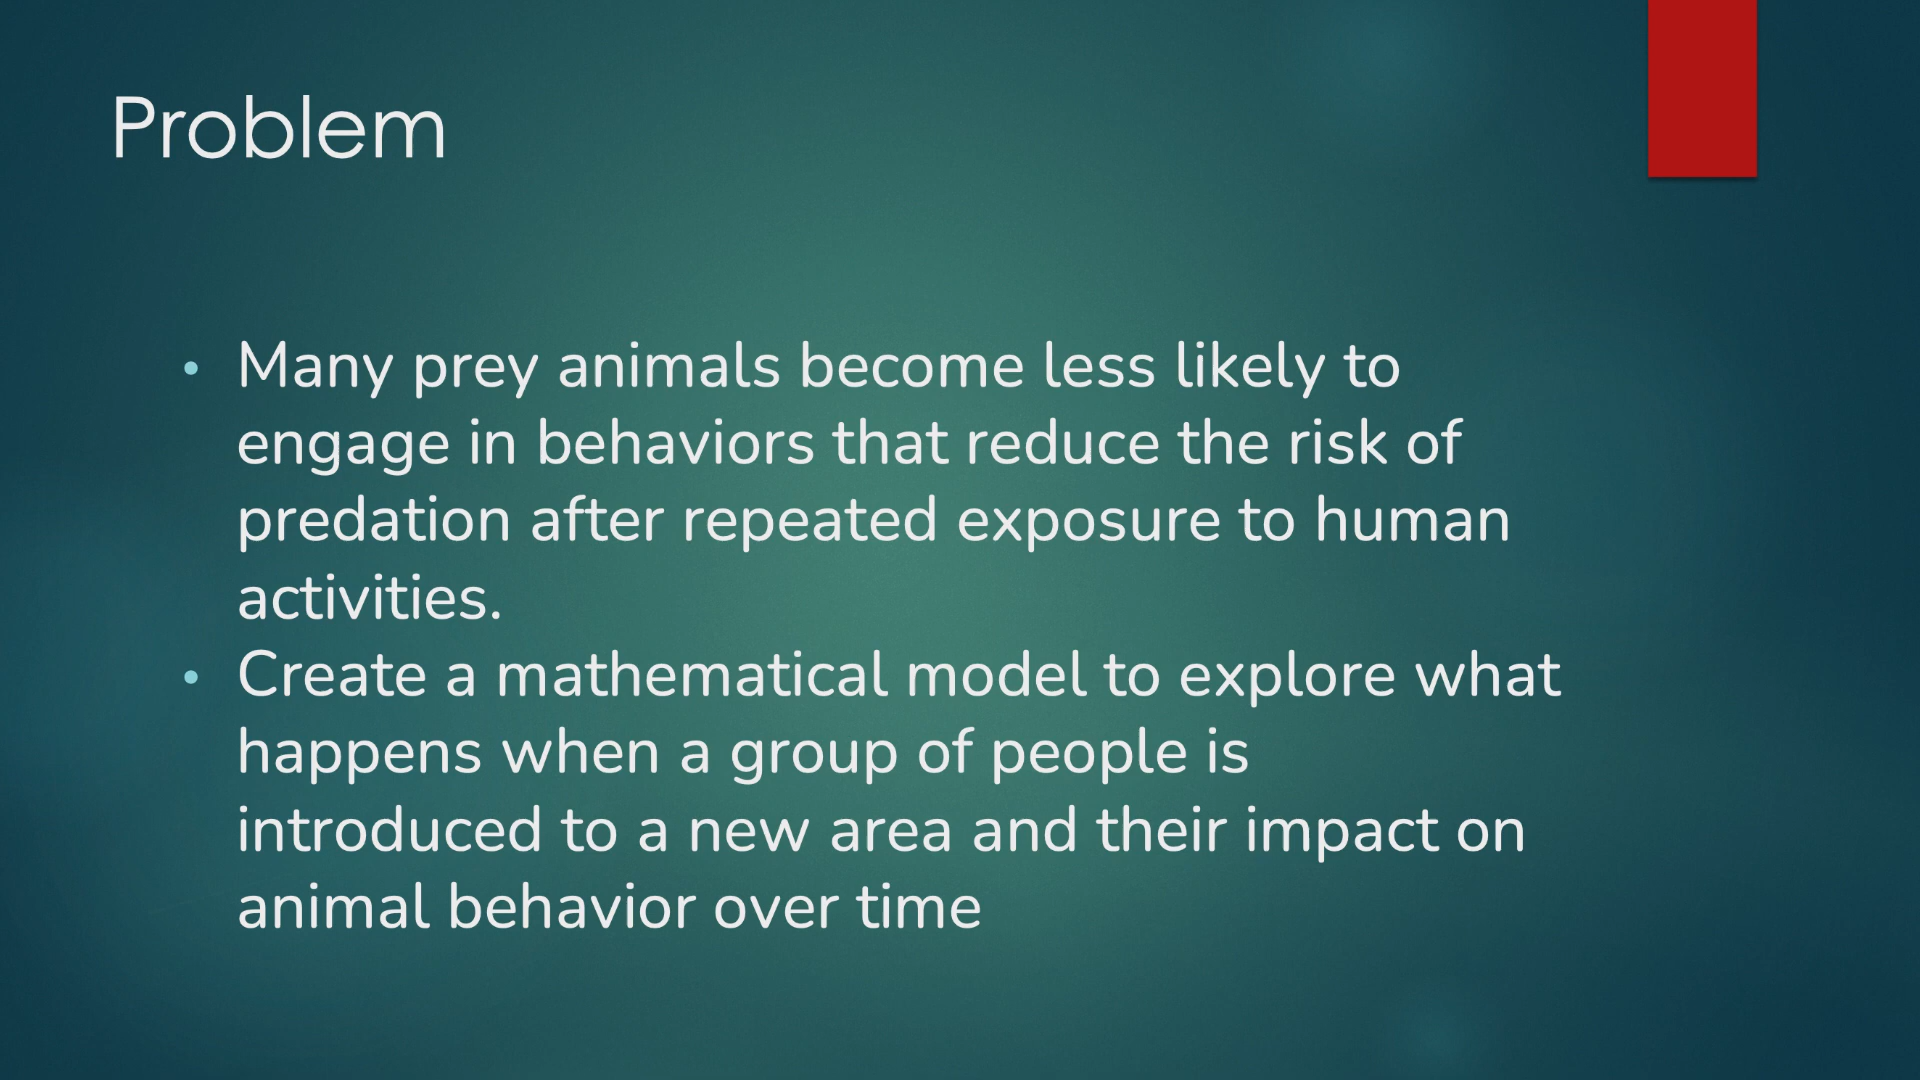 Problem
• Many prey animals become less likely to
engage in behaviors that reduce the risk of
predation after repeated exposure to human
activities.
• Create a mathematical model to explore what
happens when a group of people is
introduced to a new area and their impact on
animal behavior over time